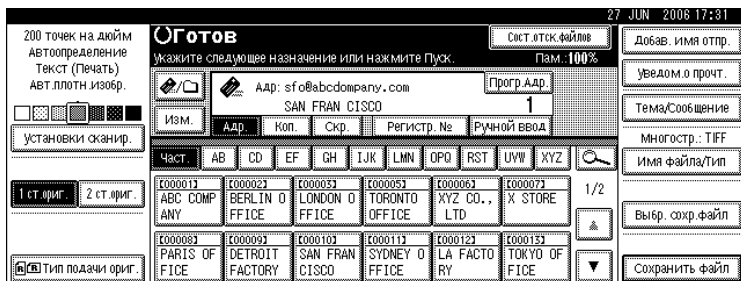 27 JUN 2006 17:31
200 точек на дюйм
Автоопределение
Текст (Печать)
Авт.плотн.изобр.
Установки сканир.
1 ст.ориг.
2 ст.ориг.
Тип подачи ориг.
Готов
Сост.отск.файлов
Укажите следующее назначение или нажмите Пуск.
Пам.:100%
Адр: sfo@abcdompany.com
Прогр.Адр.
SAN FRAN CISCO
1
Изм.
Адр.
Коп.
Скр.
Регистр. №
Ручной ввод
Част.
AB
CD
EF
GH
IJK
LMN
OPQ
RST
UVW
XYZ
[00001]
ABC COMP
ANY
[00002]
BERLIN O
FFICE
[00003]
LONDON O
FFICE
[00005]
TORONTO
OFFICE
[00006]
XYZ CO.,
LTD
[00007]
X STORE
1/2
[00008]
PARIS OF
FICE
[00009]
DETROIT
FACTORY
[00010]
SAN FRAN
CISCO
[00011]
SYDNEY O
FFICE
[00012]
LA FACTO
RY
[00013]
TOKYO OF
FICE
Добав. имя отпр.
Уведом.о прочт.
Тема/Сообщение
Многостр.: TIFF
Имя файла/Тип
Выбр. сохр.файл
Сохранить файл